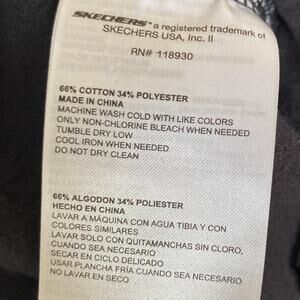 SKECHERS a registered trademark of
SKECHERS USA, Inc. II
RN# 118930
66% COTTON 34% POLYESTER
MADE IN CHINA
MACHINE WASH COLD WITH LIKE COLORS
ONLY NON-CHLORINE BLEACH WHEN NEEDED
TUMBLE DRY LOW
COOL IRON WHEN NEEDED
DO NOT DRY CLEAN
66% ALGODON 34% POLIESTER
HECHO EN CHINA
LAVAR A MÁQUINA CON AGUA TIBIA Y CON
COLORES SIMILARES
LAVAR SOLO CON QUITAMANCHAS SIN CLORO,
CUANDO SEA NECESARIO
SECAR EN CICLO DELICADO
USAR PLANCHA FRÍA CUANDO SEA NECESARIO
NO LAVAR EN SECO